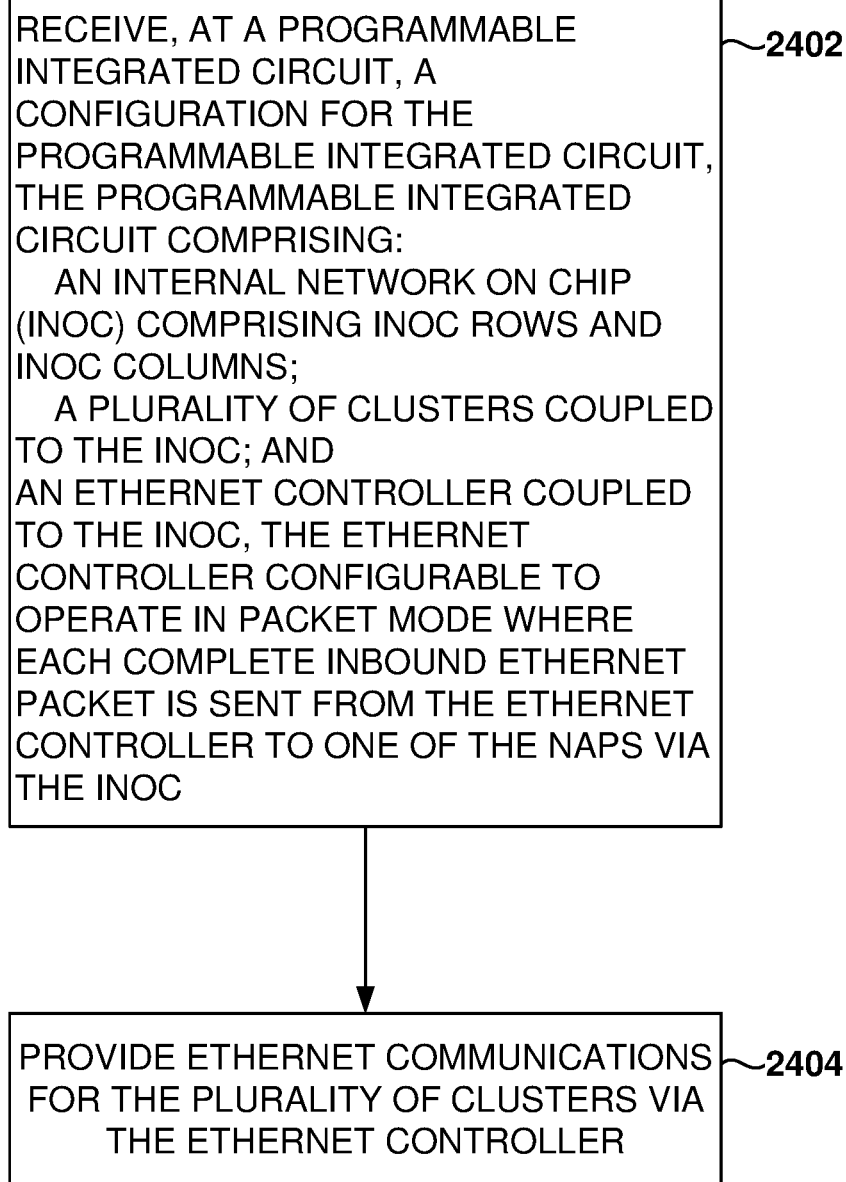 RECEIVE, AT A PROGRAMMABLE
INTEGRATED CIRCUIT, A
CONFIGURATION FOR THE
PROGRAMMABLE INTEGRATED CIRCUIT,
THE PROGRAMMABLE INTEGRATED
CIRCUIT COMPRISING:
AN INTERNAL NETWORK ON CHIP
(INOC) COMPRISING INOC ROWS AND
INOC COLUMNS;
A PLURALITY OF CLUSTERS COUPLED
TO THE INOC; AND
AN ETHERNET CONTROLLER COUPLED
TO THE INOC, THE ETHERNET
CONTROLLER CONFIGURABLE TO
OPERATE IN PACKET MODE WHERE
EACH COMPLETE INBOUND ETHERNET
PACKET IS SENT FROM THE ETHERNET
CONTROLLER TO ONE OF THE NAPS VIA
THE INOC
2402
PROVIDE ETHERNET COMMUNICATIONS
FOR THE PLURALITY OF CLUSTERS VIA
THE ETHERNET CONTROLLER
2404